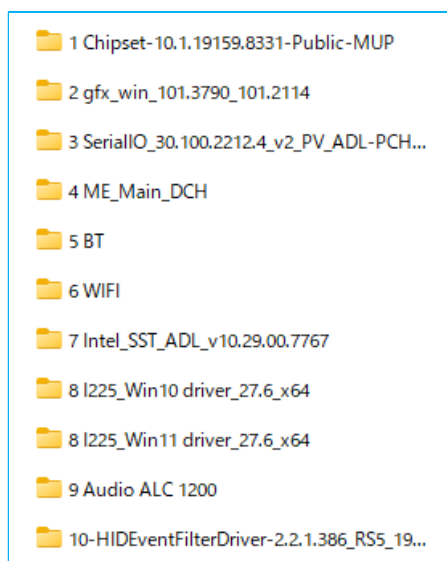 1 Chipset-10.1.19159.8331-Public-MUP
2 gfx_win_101.3790_101.2114
3 SerialIO_30.100.2212.4_v2_PV_ADL-PCH...
4 ME_Main_DCH
5 BT
6 WIFI
7 Intel_SST_ADL_v10.29.00.7767
8 I225_Win10 driver_27.6_x64
8 I225_Win11 driver_27.6_x64
9 Audio ALC 1200
10-HIDEventFilterDriver-2.2.1.386_RS5_19...